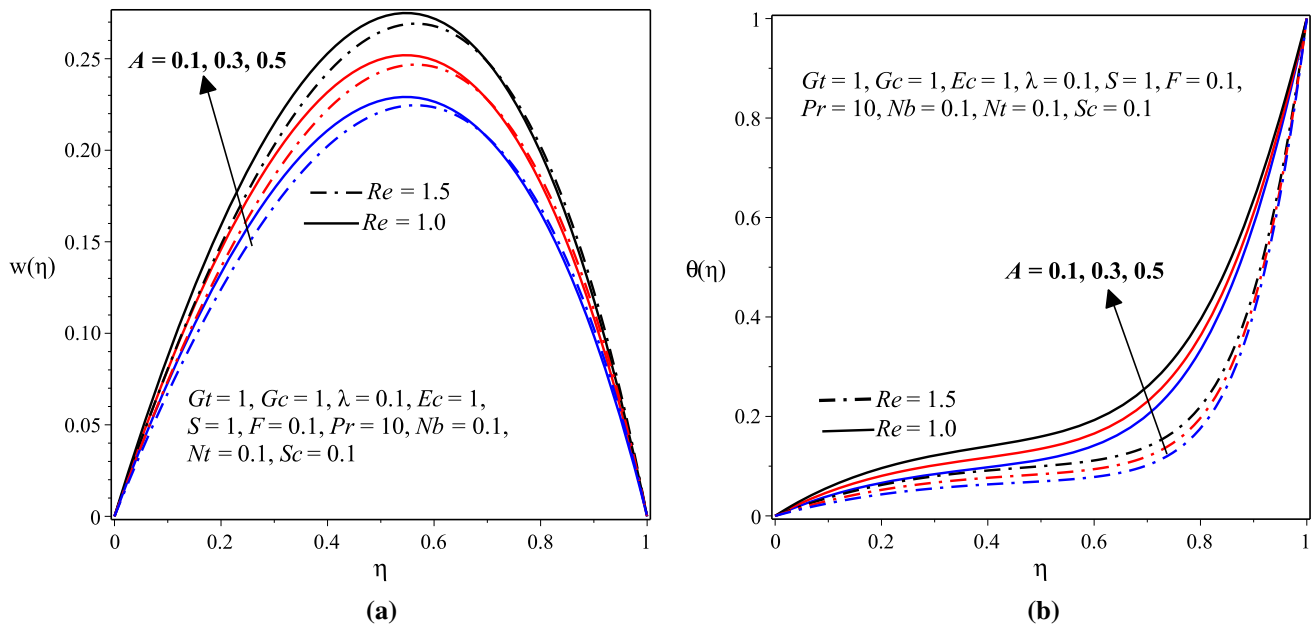 0.25
0.20
0.15
0.10
0.05
0
w(η)
A = 0.1, 0.3, 0.5
Re = 1.5
Re = 1.0
Gt = 1, Gc = 1, λ = 0.1, Ec = 1,
S = 1, F = 0.1, Pr = 10, Nb = 0.1,
Nt = 0.1, Sc = 0.1
0 0.2 0.4 0.6 0.8 1
η
(a)
1
0.8
0.6
0.4
0.2
0
θ(η)
Gt = 1, Gc = 1, Ec = 1, λ = 0.1, S = 1, F = 0.1,
Pr = 10, Nb = 0.1, Nt = 0.1, Sc = 0.1
A = 0.1, 0.3, 0.5
Re = 1.5
Re = 1.0
0 0.2 0.4 0.6 0.8 1
η
(b)